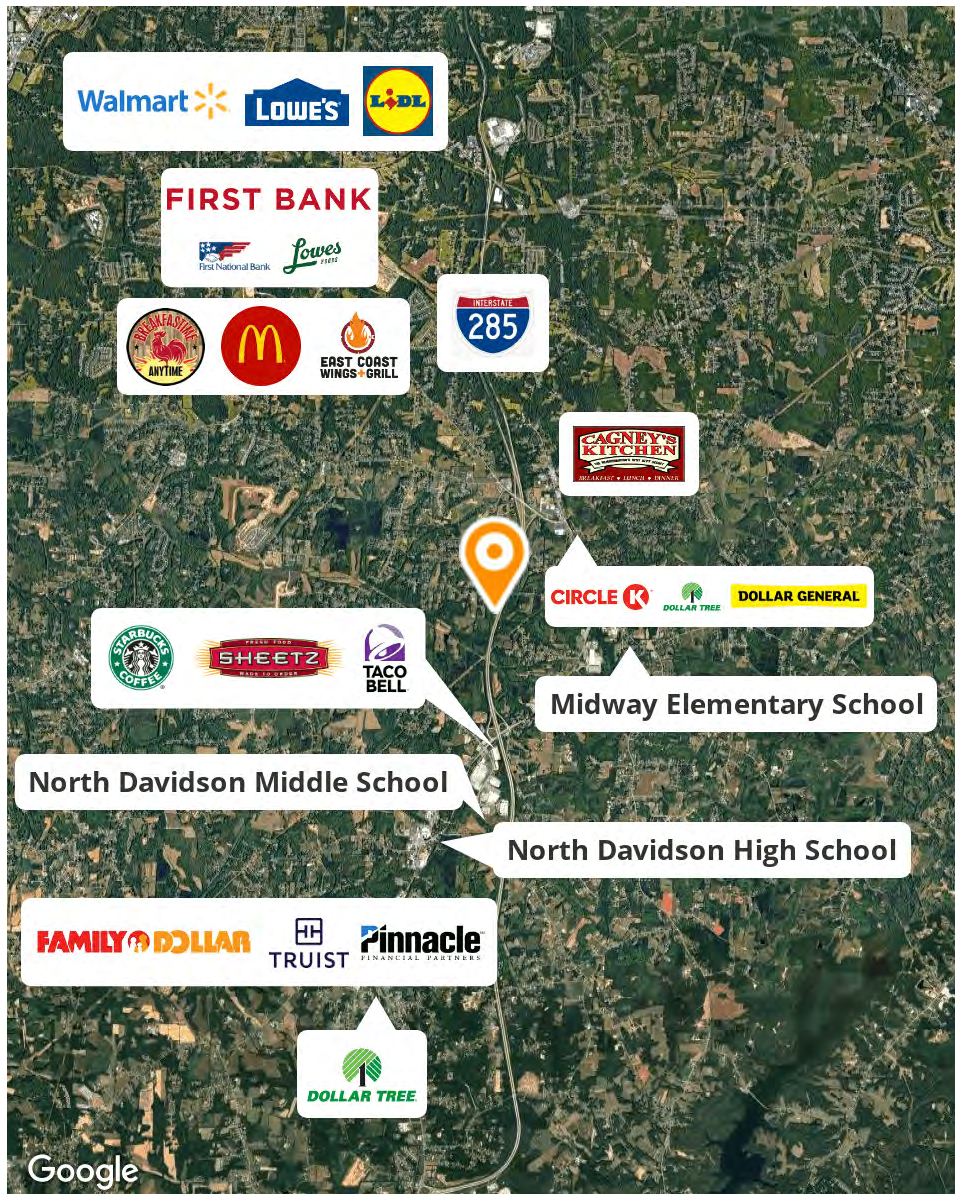 Walmart
LOWE'S
LIDL
FIRST BANK
First National Bank
Lowes
FOODS
INTERSTATE
285
BREAKFASTIME
ANYTIME
EAST COAST
WINGS+GRILL
CAGNEY'S
KITCHEN
BREAKFAST • LUNCH • DINNER
CIRCLE K
DOLLAR TREE
DOLLAR GENERAL
STARBUCKS
COFFEE
FRESH FOOD
SHEETZ
MADE TO ORDER
TACO
BELL
Midway Elementary School
North Davidson Middle School
North Davidson High School
FAMILY DOLLAR
TRUIST
Pinnacle
FINANCIAL PARTNERS
DOLLAR TREE
Google